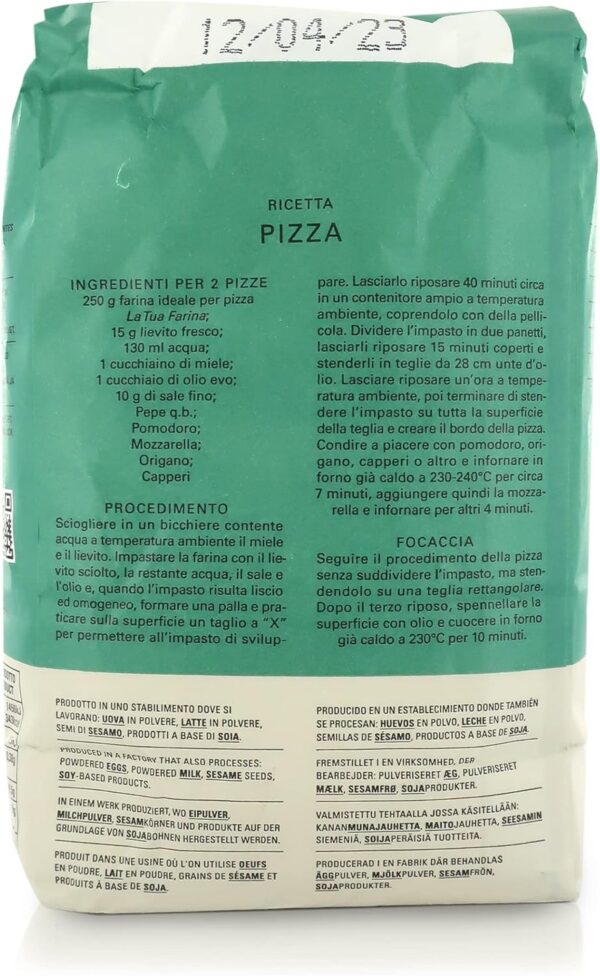 12/04/23
RICETTA
PIZZA
INGREDIENTI PER 2 PIZZE
250 g farina ideale per pizza
La Tua Farina;
15 g lievito fresco;
130 ml acqua;
1 cucchiaino di miele;
1 cucchiaio di olio evo;
10 g di sale fino;
Pepe q.b.;
Pomodoro;
Mozzarella;
Origano;
Capperi
PROCEDIMENTO
Sciogliere in un bicchiere contente
acqua a temperatura ambiente il miele
e il lievito. Impastare la farina con il lie-
vito sciolto, la restante acqua, il sale e
l'olio e, quando l'impasto risulta liscio
ed omogeneo, formare una palla e pra-
ticare sulla superficie un taglio a “X”
per permettere all'impasto di svilup-
pare. Lasciarlo riposare 40 minuti circa
in un contenitore ampio a temperatura
ambiente, coprendolo con della pelli-
cola. Dividere l'impasto in due panetti,
lasciarli riposare 15 minuti coperti e
stenderli in teglie da 28 cm unte d'o-
lio. Lasciare riposare un'ora a tempe-
ratura ambiente, poi terminare di sten-
dere l'impasto su tutta la superficie
della teglia e creare il bordo della pizza.
Condire a piacere con pomodoro, ori-
gano, capperi o altro e infornare in
forno già caldo a 230-240°C per circa
7 minuti, aggiungere quindi la mozza-
rella e infornare per altri 4 minuti.
FOCACCIA
Seguire il procedimento della pizza
senza suddividere l'impasto, ma sten-
dendolo su una teglia rettangolare.
Dopo il terzo riposo, spennellare la
superficie con olio e cuocere in forno
già caldo a 230°C per 10 minuti.
PRODOTTO IN UNO STABILIMENTO DOVE SI
LAVORANO: UOVA IN POLVERE, LATTE IN POLVERE,
SEMI DI SESAMO, PRODOTTI A BASE DI SOIA.
PRODUCED IN A FACTORY THAT ALSO PROCESSES:
POWDERED EGGS, POWDERED MILK, SESAME SEEDS,
SOY-BASED PRODUCTS.
IN EINEM WERK PRODUZIERT, WO EIPULVER,
MILCHPULVER, SESAMKÖRNER UND PRODUKTE AUF DER
GRUNDLAGE VON SOJABOHNEN HERGESTELLT WERDEN.
PRODUIT DANS UNE USINE OÙ L'ON UTILISE OEUFS
EN POUDRE, LAIT EN POUDRE, GRAINS DE SÉSAME ET
PRODUITS À BASE DE SOJA.
PRODUCIDO EN UN ESTABLECIMIENTO DONDE TAMBIÉN
SE PROCESAN: HUEVOS EN POLVO, LECHE EN POLVO,
SEMILLAS DE SÉSAMO, PRODUCTOS A BASE DE SOJA.
FREMSTILLET I EN VIRKSOMHED, DER
BEARBEJDER: PULVERISERET ÆG, PULVERISERET
MÆLK, SESAMFRØ, SOJAPRODUKTER.
VALMISTETTU TEHTAALLA JOSSA KÄSITELLÄÄN:
KANANMUNAJAUHETTA, MAITOJAUHETTA, SEESAMIN
SIEMENIÄ, SOIJAPERÄISIÄ TUOTTEITA.
PRODUCERAD I EN FABRIK DÄR BEHANDLAS
ÄGGPULVER, MJÖLKPULVER, SESAMFRÖN,
SOJAPRODUKTER.